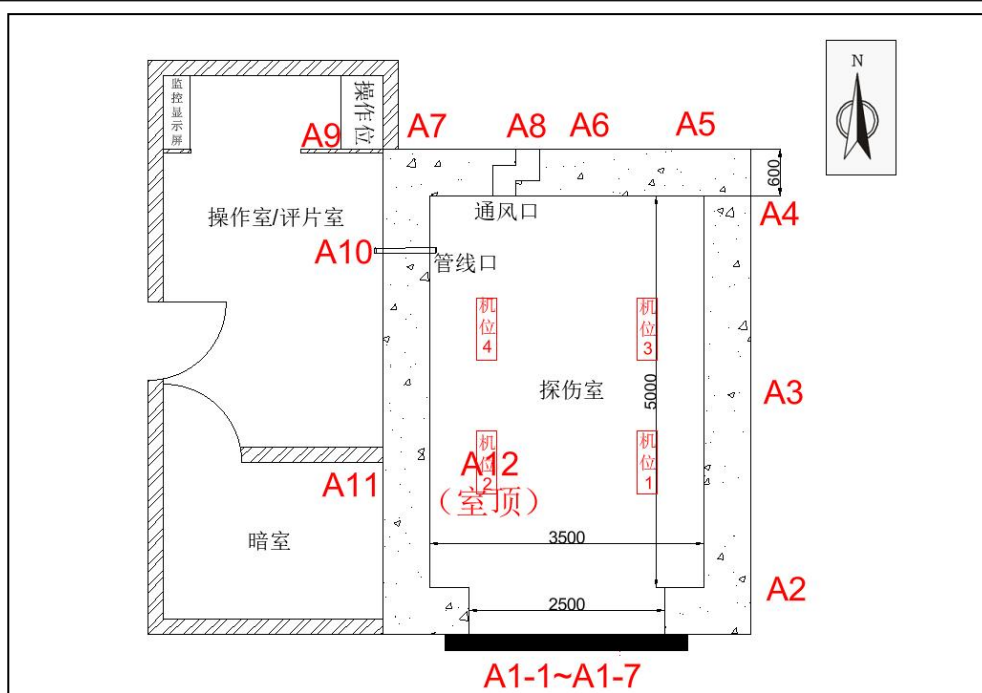 N
监控显示屏
操作位
A9
A7
A8
A6
A5
600
A4
操作室/评片室
通风口
A10
管线口
机位4
机位3
探伤室
5000
A3
机位2
机位1
A12
（室顶）
A11
3500
暗室
2500
A2
A1-1~A1-7